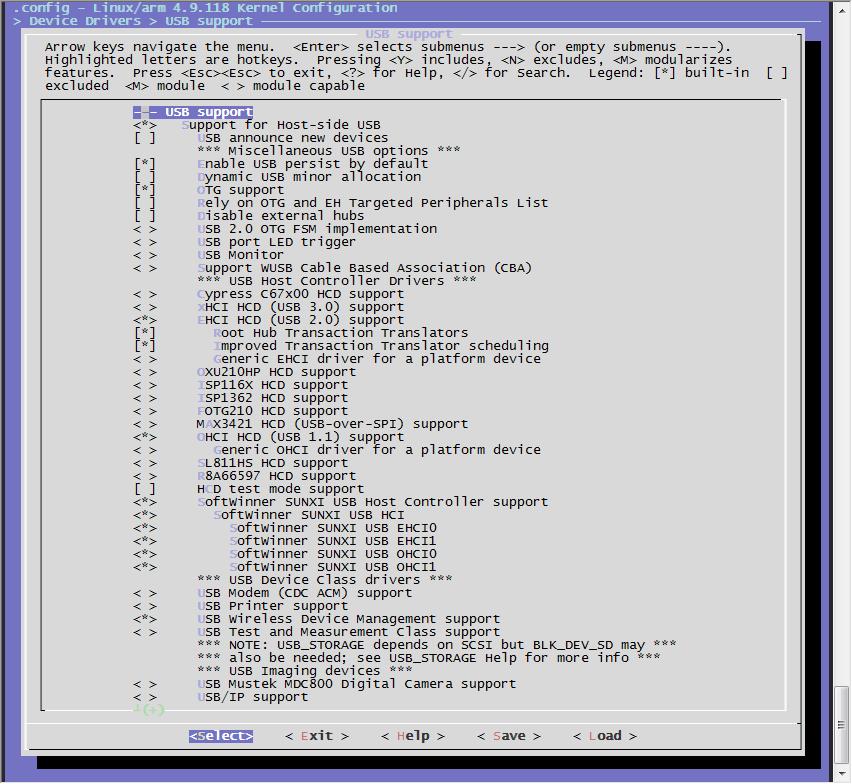 .config - Linux/arm 4.9.118 Kernel Configuration
> Device Drivers > USB support
USB support
Arrow keys navigate the menu. <Enter> selects submenus ---> (or empty submenus ----).
Highlighted letters are hotkeys. Pressing <Y> includes, <N> excludes, <M> modularizes
features. Press <Esc><Esc> to exit, <?> for Help, </> for Search. Legend: [*] built-in [ ]
excluded <M> module < > module capable
--- USB support
<*> Support for Host-side USB
[ ] USB announce new devices
*** Miscellaneous USB options ***
[*] Enable USB persist by default
[ ] Dynamic USB minor allocation
[*] OTG support
[ ] Rely on OTG and EH Targeted Peripherals List
[ ] Disable external hubs
< > USB 2.0 OTG FSM implementation
< > USB port LED trigger
< > USB Monitor
< > Support WUSB Cable Based Association (CBA)
*** USB Host Controller Drivers ***
< > Cypress C67x00 HCD support
< > xHCI HCD (USB 3.0) support
<*> EHCI HCD (USB 2.0) support
[*] Root Hub Transaction Translators
[*] Improved Transaction Translator scheduling
< > Generic EHCI driver for a platform device
< > OXU210HP HCD support
< > ISP116X HCD support
< > ISP1362 HCD support
< > FOTG210 HCD support
< > MAX3421 HCD (USB-over-SPI) support
<*> OHCI HCD (USB 1.1) support
< > Generic OHCI driver for a platform device
< > SL811HS HCD support
< > R8A66597 HCD support
[ ] HCD test mode support
<*> SoftWinner SUNXI USB Host Controller support
<*> SoftWinner SUNXI USB HCI
<*> SoftWinner SUNXI USB EHCI0
<*> SoftWinner SUNXI USB EHCI1
<*> SoftWinner SUNXI USB OHCI0
<*> SoftWinner SUNXI USB OHCI1
*** USB Device Class drivers ***
< > USB Modem (CDC ACM) support
< > USB Printer support
<*> USB Wireless Device Management support
< > USB Test and Measurement Class support
*** NOTE: USB_STORAGE depends on SCSI but BLK_DEV_SD may ***
*** also be needed; see USB_STORAGE Help for more info ***
*** USB Imaging devices ***
< > USB Mustek MDC800 Digital Camera support
< > USB/IP support
┴(+)
<Select> < Exit > < Help > < Save > < Load >